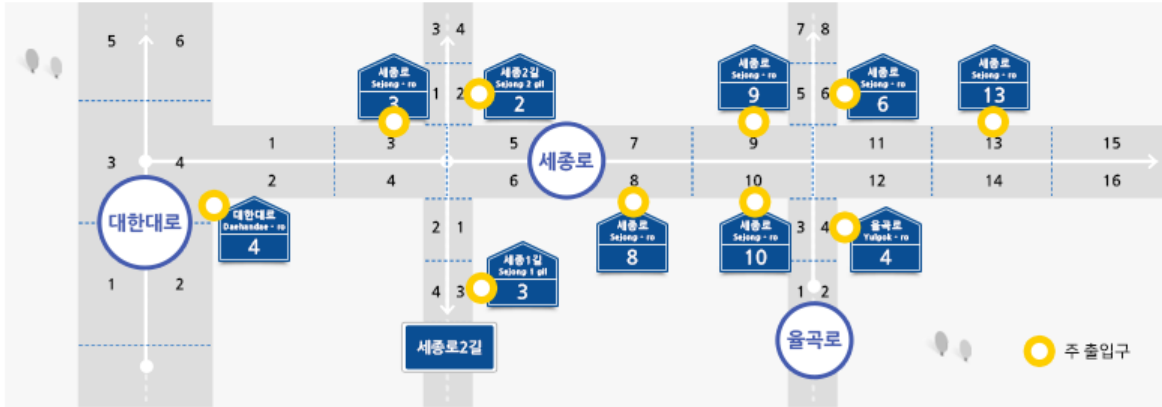 5 6
3 4
7 8
세종로
Sejong - ro
3
1 2
세종2길
Sejong 2 gil
2
세종로
Sejong - ro
9
5 6
세종로
Sejong - ro
6
세종로
Sejong - ro
13
3 4
1 3 5 세종로 7 9 11 13 15
2 4 6 8 10 12 14 16
대한대로
대한대로
Daehandae - ro
4
2 1
세종로
Sejong - ro
8
세종로
Sejong - ro
10
3 4
율곡로
Yulpok - ro
4
1 2
4 3
세종1길
Sejong 1 gil
3
1 2
세종로2길
율곡로
주 출입구